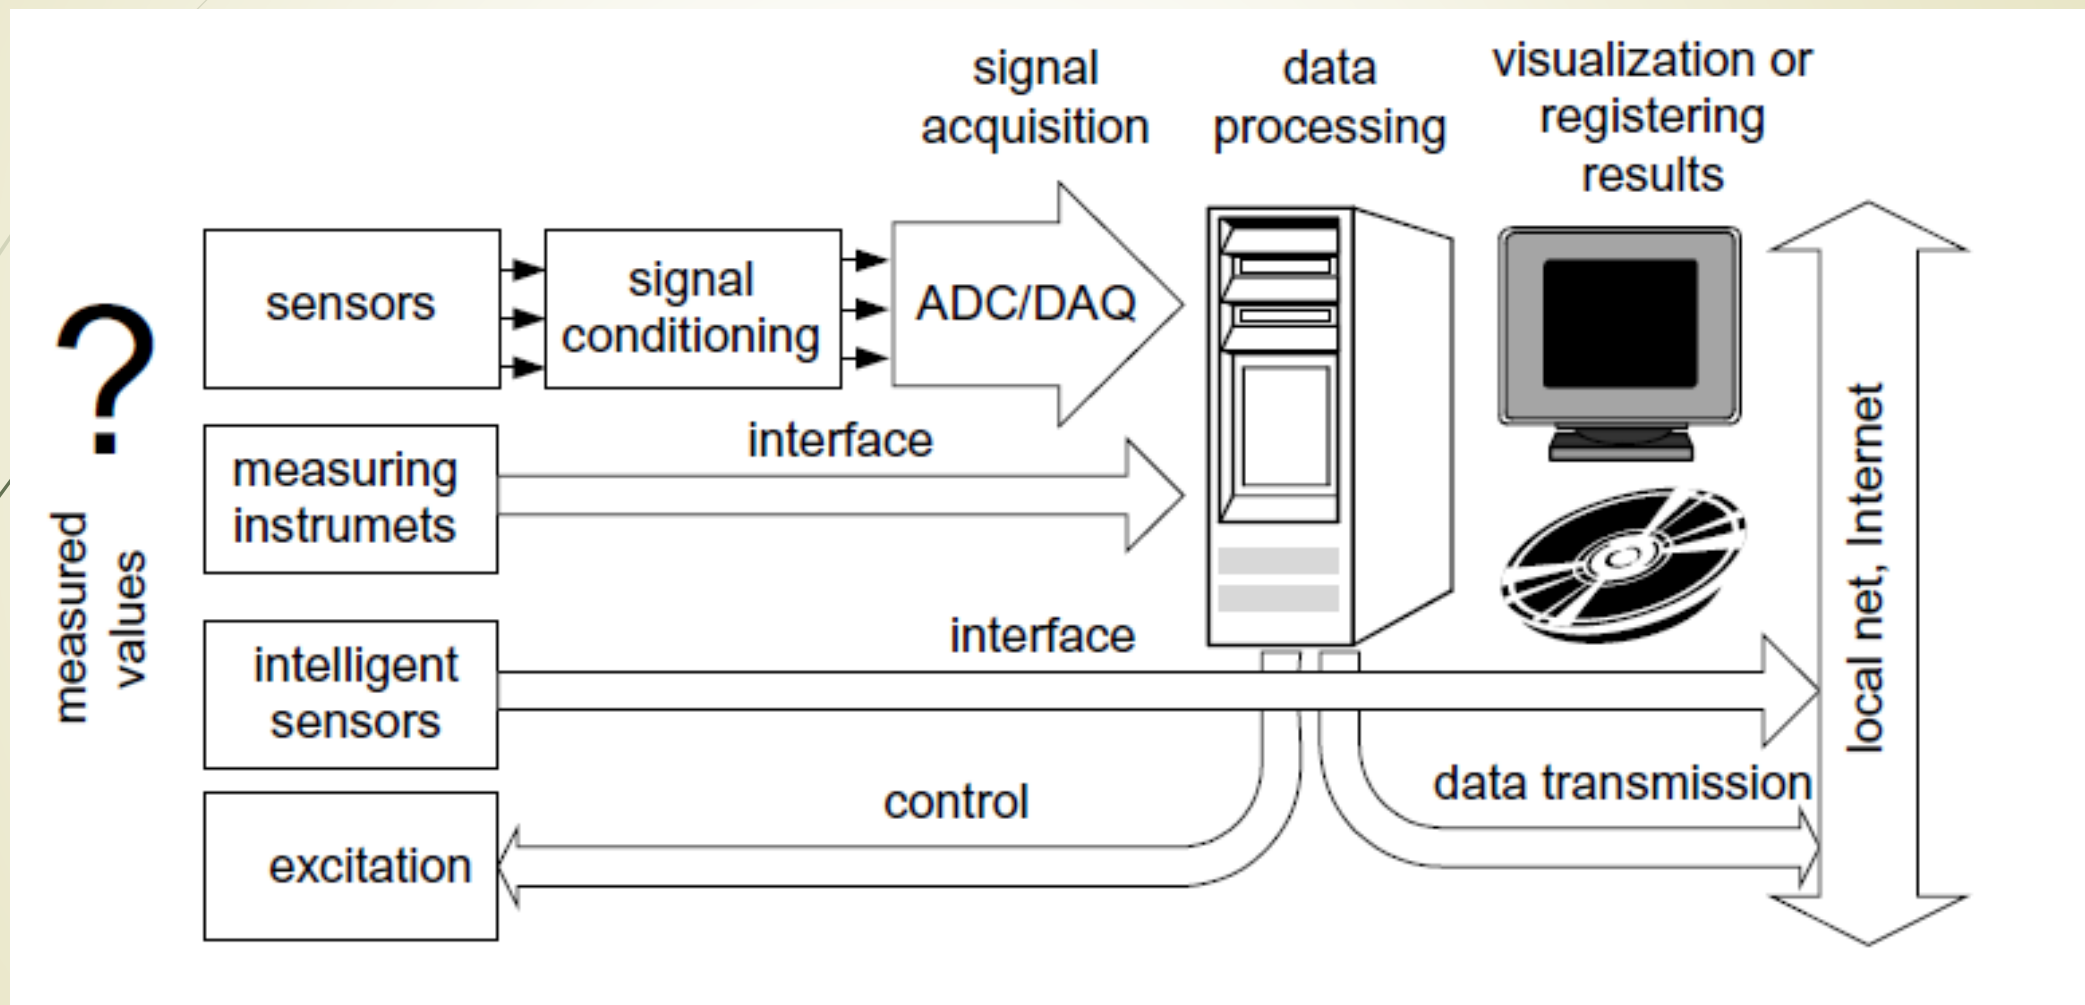 signal
acquisition
data
processing
visualization or
registering
results
?
measured
values
sensors
signal
conditioning
ADC/DAQ
measuring
instrumets
interface
intelligent
sensors
interface
excitation
control
data transmission
local net, Internet